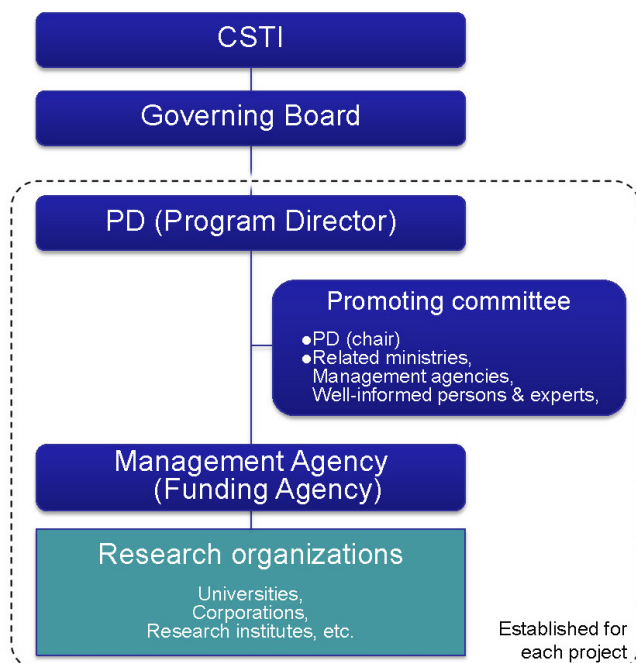 CSTI
Governing Board
PD (Program Director)
Promoting committee
●PD (chair)
●Related ministries,
Management agencies,
Well-informed persons & experts,
Management Agency
(Funding Agency)
Research organizations
Universities,
Corporations,
Research institutes, etc.
Established for
each project